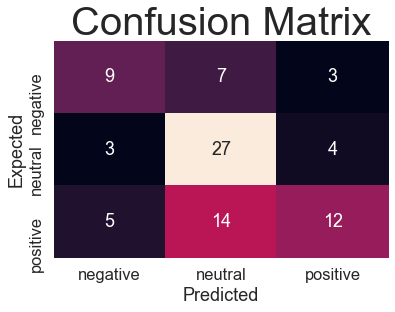 Confusion Matrix
Expected
negative
9 7 3
neutral
3 27 4
positive
5 14 12
negative neutral positive
Predicted